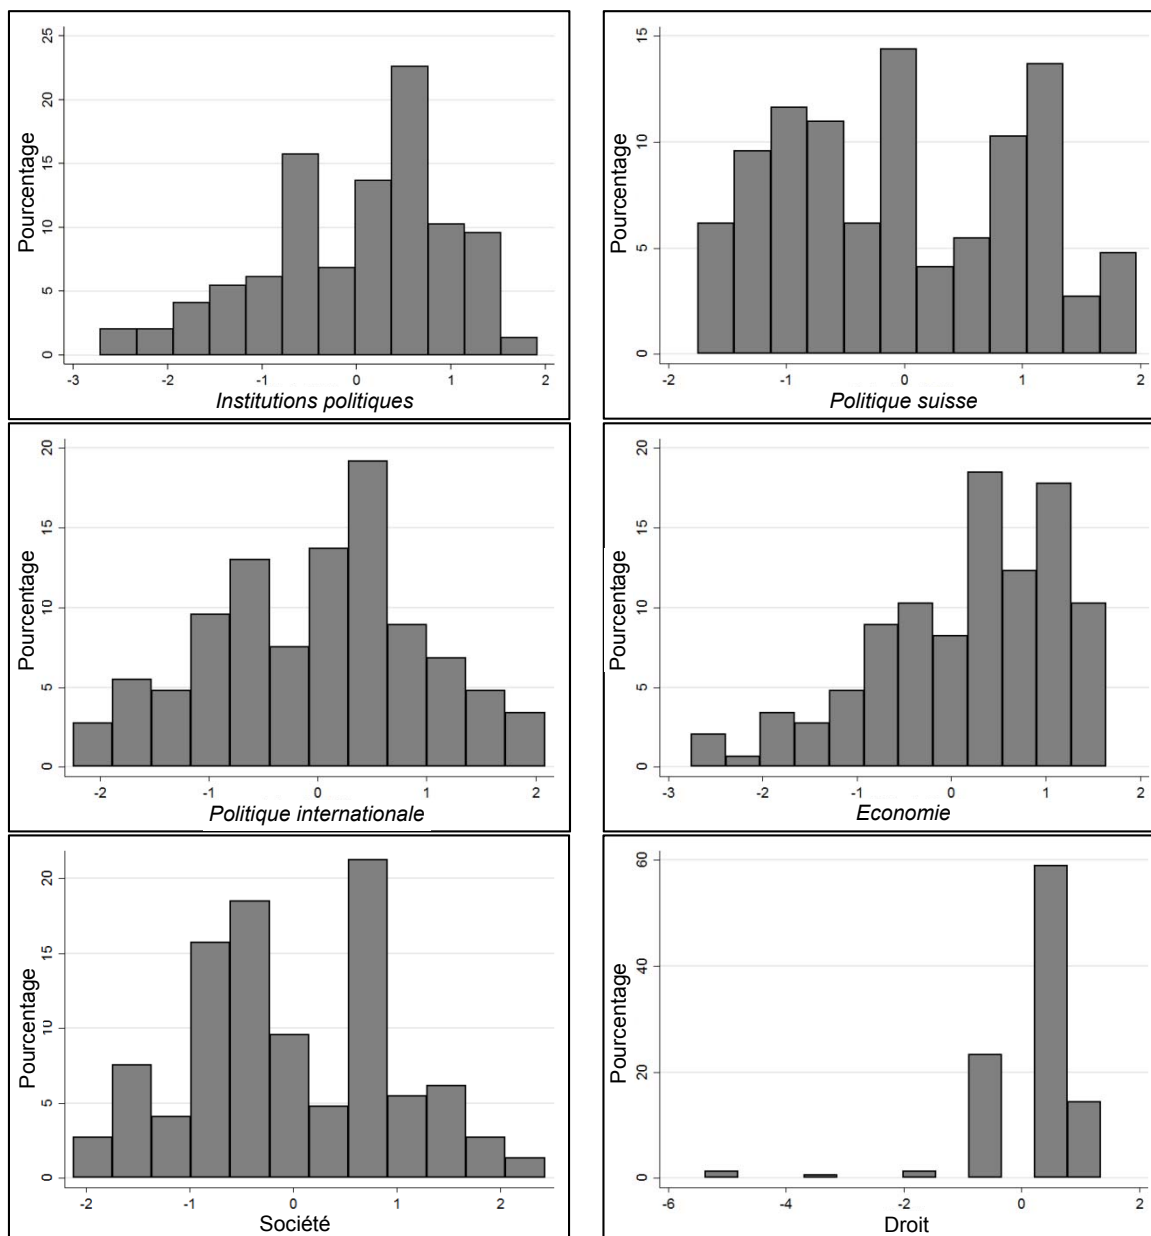 Pourcentage
25
20
15
10
5
0
-3 -2 -1 0 1 2
Institutions politiques
Pourcentage
15
10
5
0
-2 -1 0 1 2
Politique suisse
Pourcentage
20
15
10
5
0
-2 -1 0 1 2
Politique internationale
Pourcentage
20
15
10
5
0
-3 -2 -1 0 1 2
Economie
Pourcentage
20
15
10
5
0
-2 -1 0 1 2
Société
Pourcentage
60
40
20
0
-6 -4 -2 0 2
Droit